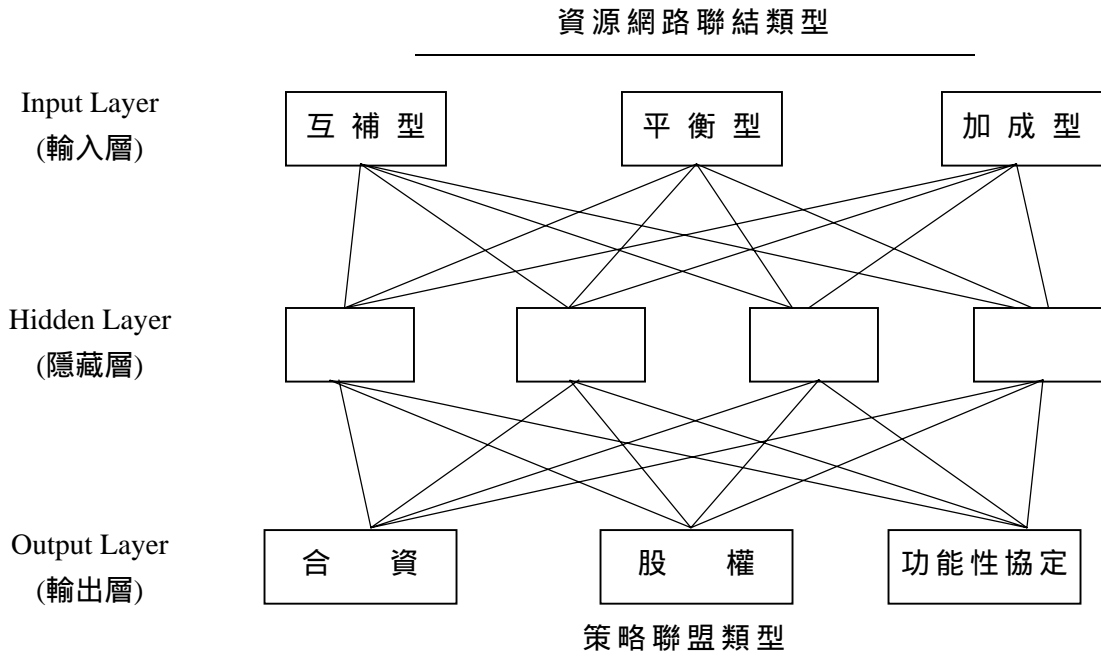 資源網路聯結類型
Input Layer
(輸入層)
互補型
平衡型
加成型
Hidden Layer
(隱藏層)
Output Layer
(輸出層)
合資
股權
功能性協定
策略聯盟類型